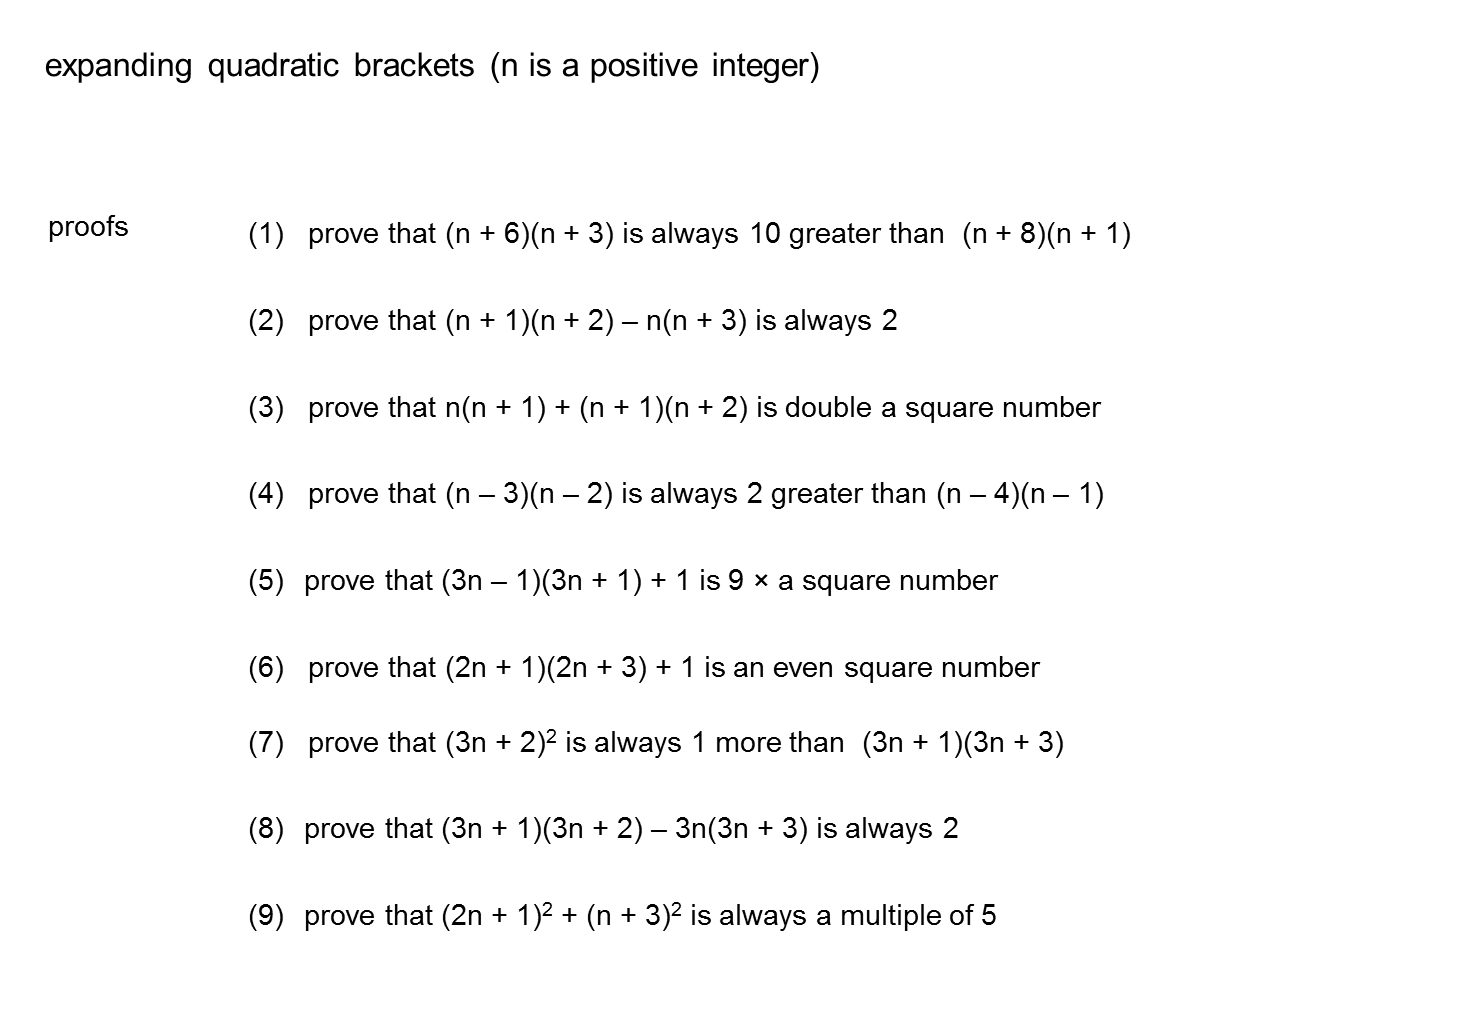 expanding quadratic brackets (n is a positive integer)
proofs
(1) prove that (n + 6)(n + 3) is always 10 greater than (n + 8)(n + 1)
(2) prove that (n + 1)(n + 2) – n(n + 3) is always 2
(3) prove that n(n + 1) + (n + 1)(n + 2) is double a square number
(4) prove that (n – 3)(n – 2) is always 2 greater than (n – 4)(n – 1)
(5) prove that (3n – 1)(3n + 1) + 1 is 9 × a square number
(6) prove that (2n + 1)(2n + 3) + 1 is an even square number
(7) prove that (3n + 2)² is always 1 more than (3n + 1)(3n + 3)
(8) prove that (3n + 1)(3n + 2) – 3n(3n + 3) is always 2
(9) prove that (2n + 1)² + (n + 3)² is always a multiple of 5